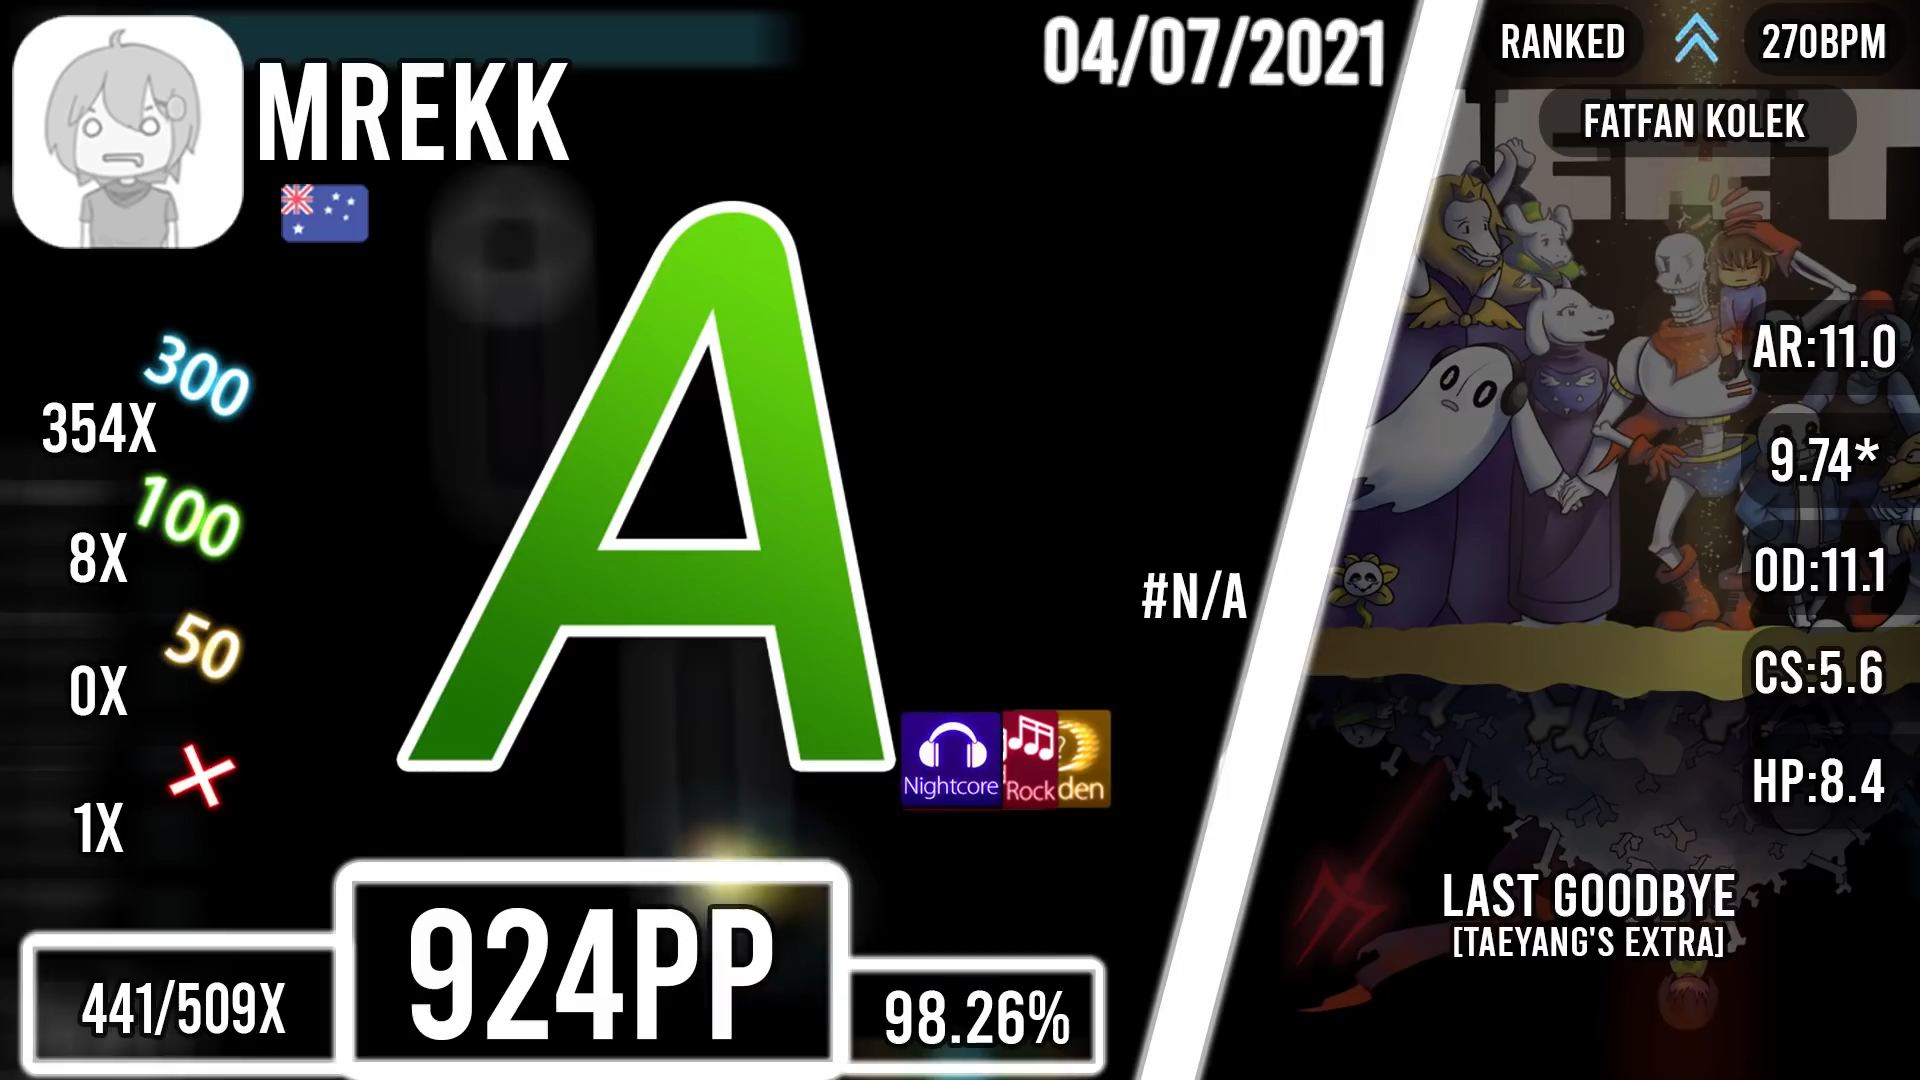 MREKK
04/07/2021
300
354X
100
8X
50
0X
1X
A
#N/A
Nightcore
Rock
den
441/509X
924PP
98.26%
RANKED
270BPM
FATFAN KOLEK
AR:11.0
9.74*
OD:11.1
CS:5.6
HP:8.4
LAST GOODBYE
[TAEYANG'S EXTRA]